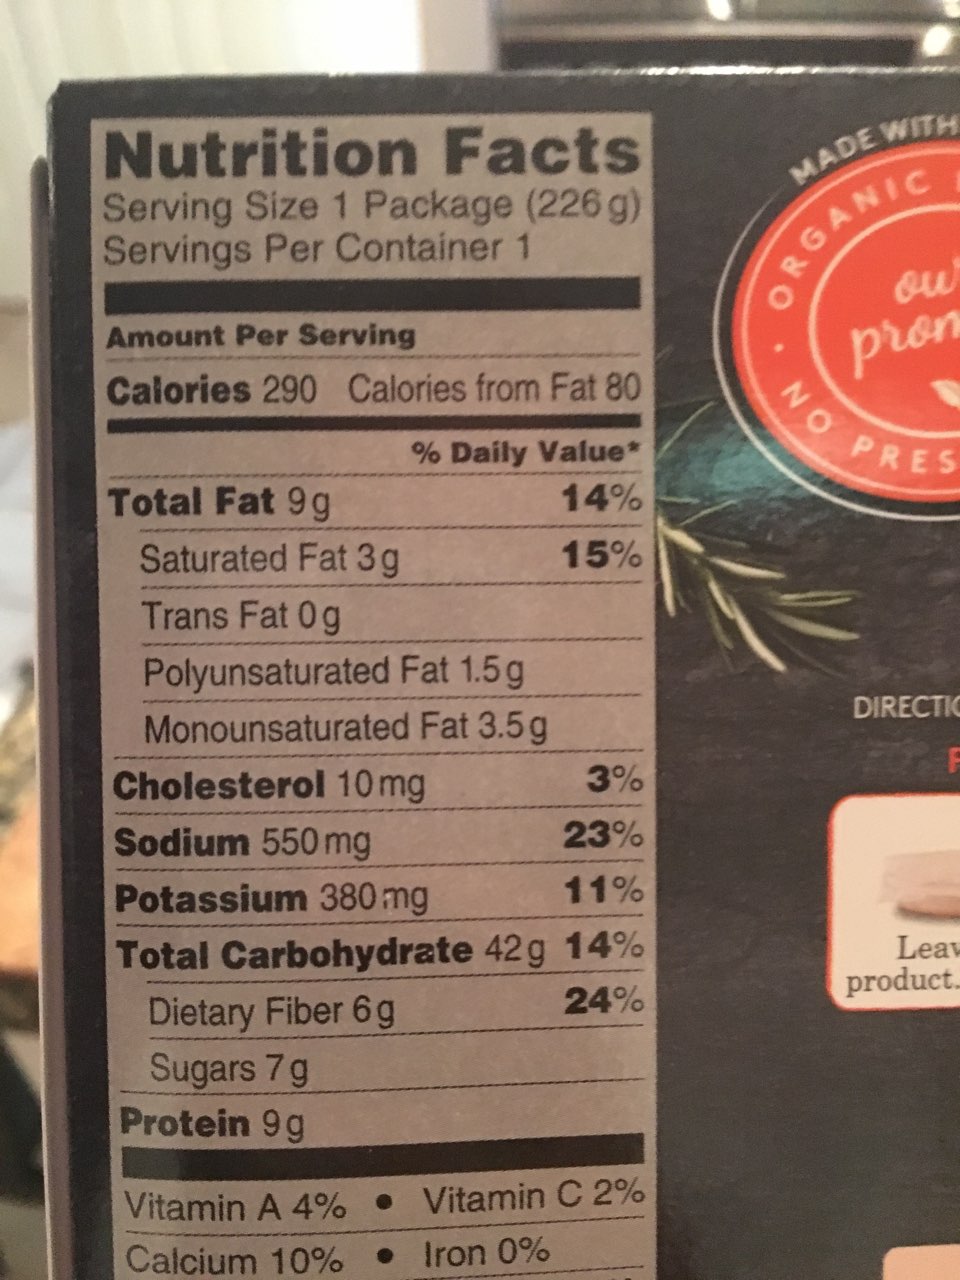 Nutrition Facts
Serving Size 1 Package (226g)
Servings Per Container 1
Amount Per Serving
Calories 290 Calories from Fat 80
% Daily Value*
Total Fat 9g 14%
Saturated Fat 3g 15%
Trans Fat 0g
Polyunsaturated Fat 1.5g
Monounsaturated Fat 3.5g
Cholesterol 10mg 3%
Sodium 550mg 23%
Potassium 380mg 11%
Total Carbohydrate 42g 14%
Dietary Fiber 6g 24%
Sugars 7g
Protein 9g
Vitamin A 4% • Vitamin C 2%
Calcium 10% • Iron 0%
MADE WITH
ORGANIC
NO PRES
our
prom
DIRECTIO
Leav
product.